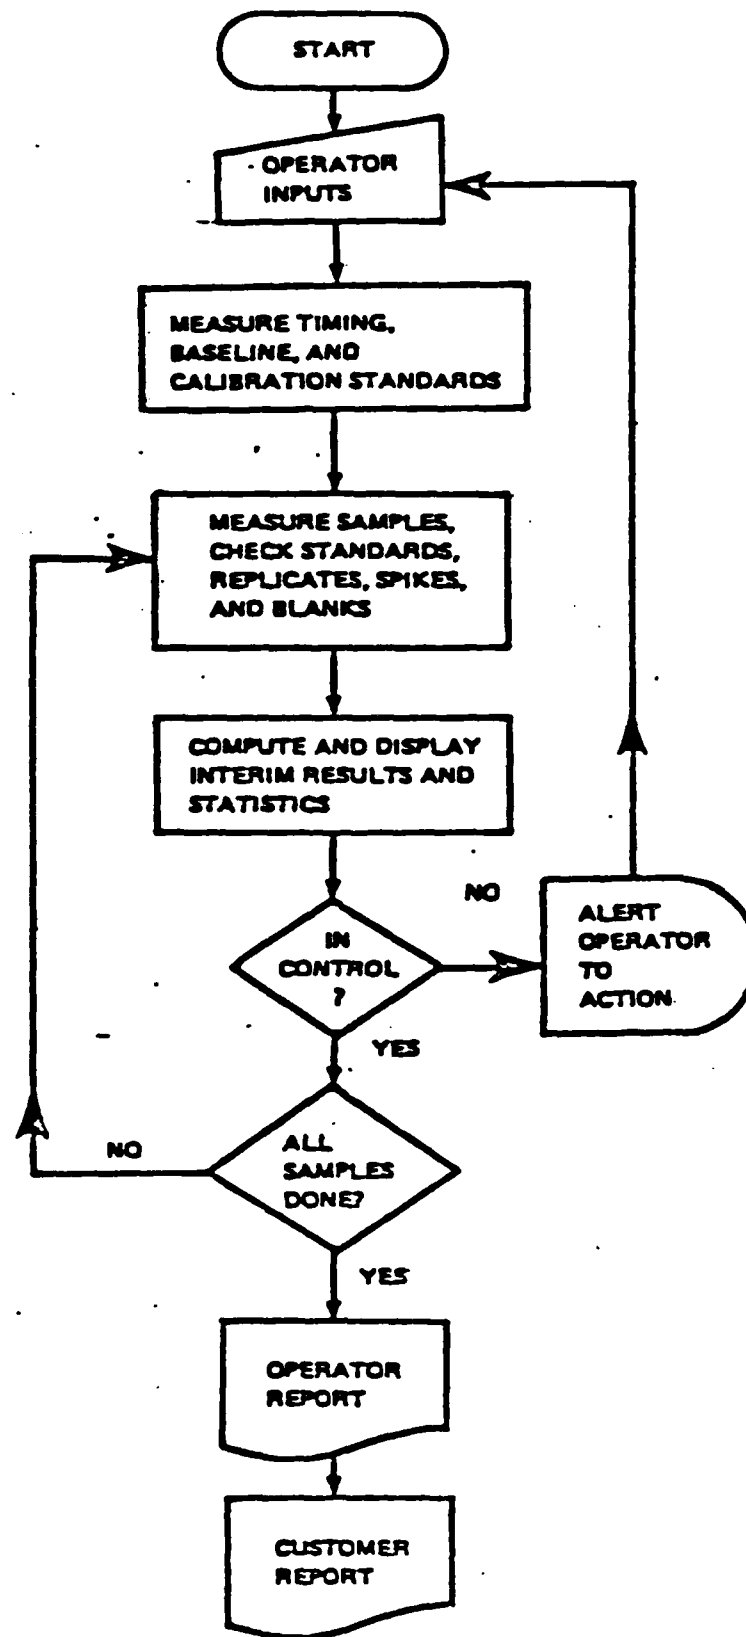 START
OPERATOR
INPUTS
MEASURE TIMING,
BASELINE, AND
CALIBRATION STANDARDS
MEASURE SAMPLES,
CHECK STANDARDS,
REPLICATES, SPIKES,
AND BLANKS
COMPUTE AND DISPLAY
INTERIM RESULTS AND
STATISTICS
IN
CONTROL
?
NO
ALERT
OPERATOR
TO
ACTION
YES
ALL
SAMPLES
DONE?
NO
YES
OPERATOR
REPORT
CUSTOMER
REPORT